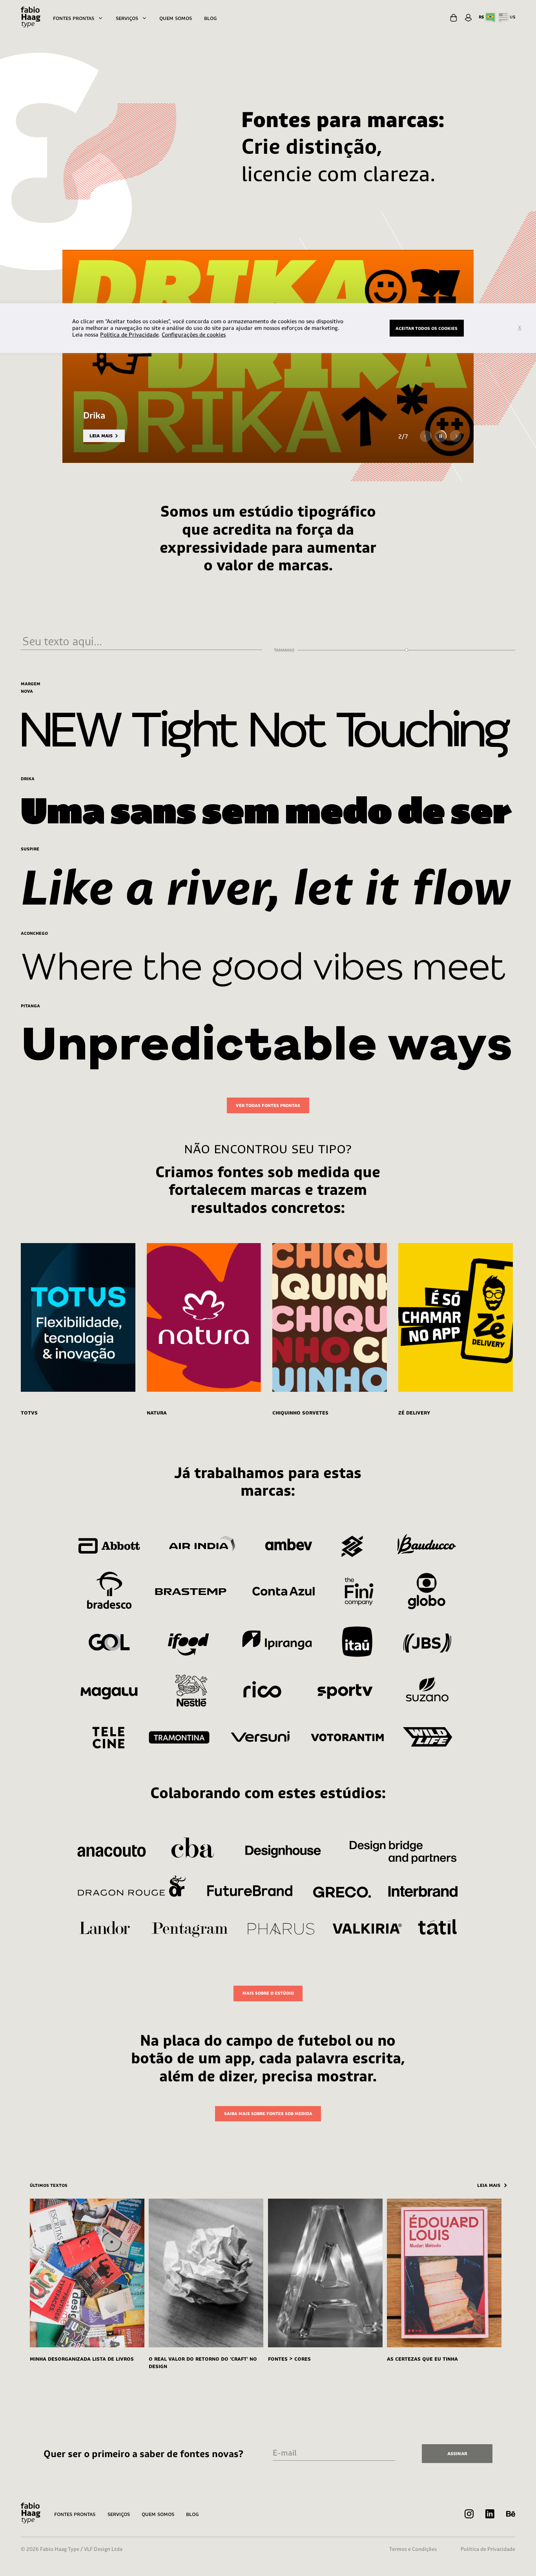 fabio
Haag
type
FONTES PRONTAS
SERVIÇOS
QUEM SOMOS
BLOG
R$
U$
Fontes para marcas:
Crie distinção,
licencie com clareza.
DRIKA
Ao clicar em "Aceitar todos os cookies", você concorda com o armazenamento de cookies no seu dispositivo
para melhorar a navegação no site e análise do uso do site para ajudar em nossos esforços de marketing.
Leia nossa Política de Privacidade. Configurações de cookies
ACEITAR TODOS OS COOKIES
X
DRIKA
DRIKA
Drika
LEIA MAIS
2/7
Somos um estúdio tipográfico
que acredita na força da
expressividade para aumentar
o valor de marcas.
Seu texto aqui...
TAMANHO
MARGEM
NOVA
NEW Tight Not Touching
DRIKA
Uma sans sem medo de ser
SUSPIRE
Like a river, let it flow
ACONCHEGO
Where the good vibes meet
PITANGA
Unpredictable ways
VER TODAS FONTES PRONTAS
NÃO ENCONTROU SEU TIPO?
Criamos fontes sob medida que
fortalecem marcas e trazem
resultados concretos:
TOTVS
Flexibilidade,
tecnologia
& inovação
natura
CHIQU
IQUINH
CHIQU
NHO CI
UINHO
É SÓ
CHAMAR
NO APP
Zé
DELIVERY
TOTVS
NATURA
CHIQUINHO SORVETES
ZÉ DELIVERY
Já trabalhamos para estas
marcas:
Abbott
AIR INDIA
ambev
Bauducco
bradesco
BRASTEMP
Conta Azul
the
Fini
company
globo
GOL
ifood
Ipiranga
itaú
JBS
MAGALU
Nestlé
rico
sportv
suzano
TELE
CINE
TRAMONTINA
versuni
VOTORANTIM
WILD
LIFE
Colaborando com estes estúdios:
anacouto
cba
Designhouse
Design bridge
and partners
DRAGON ROUGE
FutureBrand
GRECO.
Interbrand
Landor
Pentagram
PHARUS
VALKIRIA®
tátil
MAIS SOBRE O ESTÚDIO
Na placa do campo de futebol ou no
botão de um app, cada palavra escrita,
além de dizer, precisa mostrar.
SAIBA MAIS SOBRE FONTES SOB MEDIDA
ÚLTIMOS TEXTOS
LEIA MAIS
A
ÉDOUARD
LOUIS
Mudar: Método
MINHA DESORGANIZADA LISTA DE LIVROS
O REAL VALOR DO RETORNO DO 'CRAFT' NO
DESIGN
FONTES > CORES
AS CERTEZAS QUE EU TINHA
Quer ser o primeiro a saber de fontes novas?
E-mail
ASSINAR
fabio
Haag
type
FONTES PRONTAS
SERVIÇOS
QUEM SOMOS
BLOG
in
Bē
© 2026 Fabio Haag Type / VLF Design Ltda
Termos e Condições
Política de Privacidade